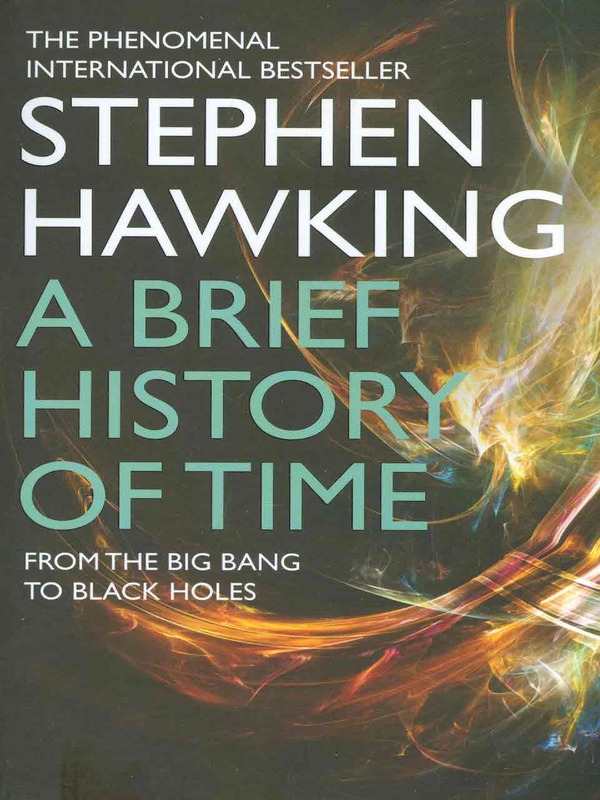 THE PHENOMENAL
INTERNATIONAL BESTSELLER
STEPHEN
HAWKING
A BRIEF
HISTORY
OF TIME
FROM THE BIG BANG
TO BLACK HOLES